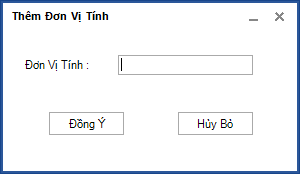 Thêm Đơn Vị Tính
Đơn Vị Tính :
Đồng Ý
Hủy Bỏ